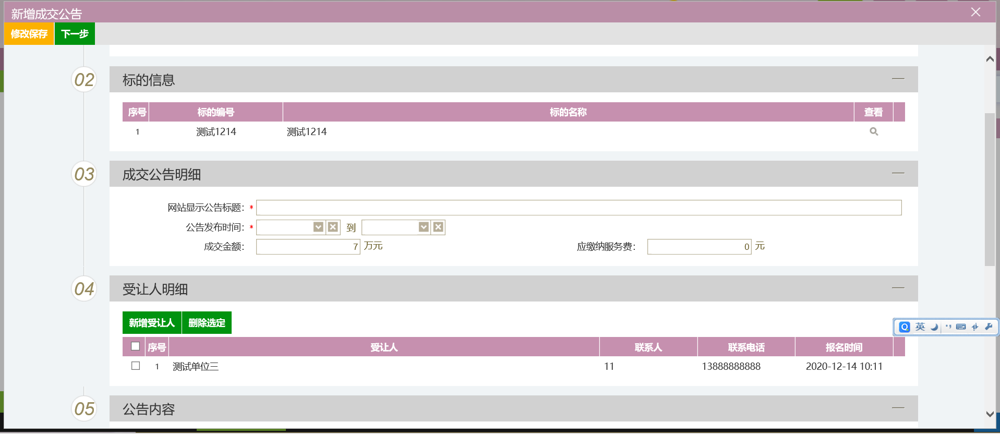 新增成交公告
修改保存 下一步
02 标的信息
序号 标的编号 标的名称 查看
1 测试1214 测试1214
03 成交公告明细
网站显示公告标题：*
公告发布时间：* 到
成交金额： 7 万元 应缴纳服务费： 0 元
04 受让人明细
新增受让人 删除选定
英
序号 受让人 联系人 联系电话 报名时间
1 测试单位三 11 13888888888 2020-12-14 10:11
05 公告内容